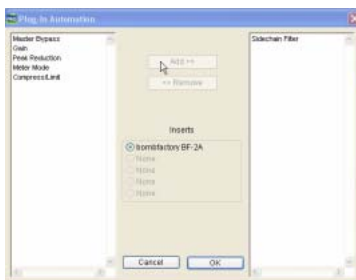 Plug-In Automation
Master Bypass
Gain
Peak Reduction
Meter Mode
Compress/Limit
Add >>
<< Remove
Inserts
bombfactory BF-2A
None
None
None
None
Cancel
OK
Sidechain Filter